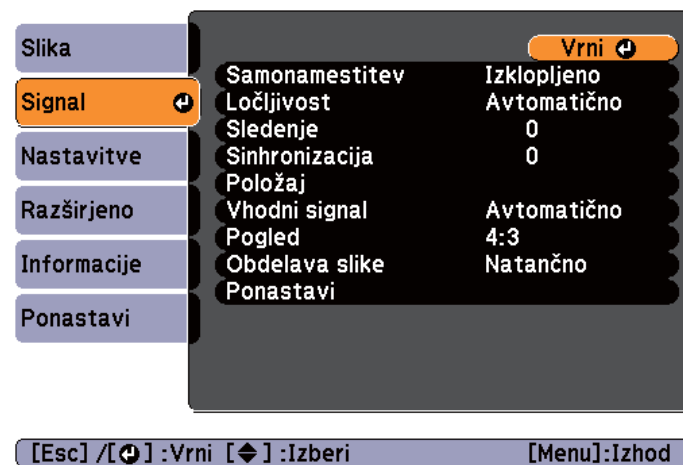 Slika
Signal
Nastavitve
Razširjeno
Informacije
Ponastavi
Vrni
Samonamestitev Izklopljeno
Ločljivost Avtomatično
Sledenje 0
Sinhronizacija 0
Položaj
Vhodni signal Avtomatično
Pogled 4:3
Obdelava slike Natančno
Ponastavi
[Esc] /[⏎] :Vrni [◆] :Izberi [Menu]:Izhod